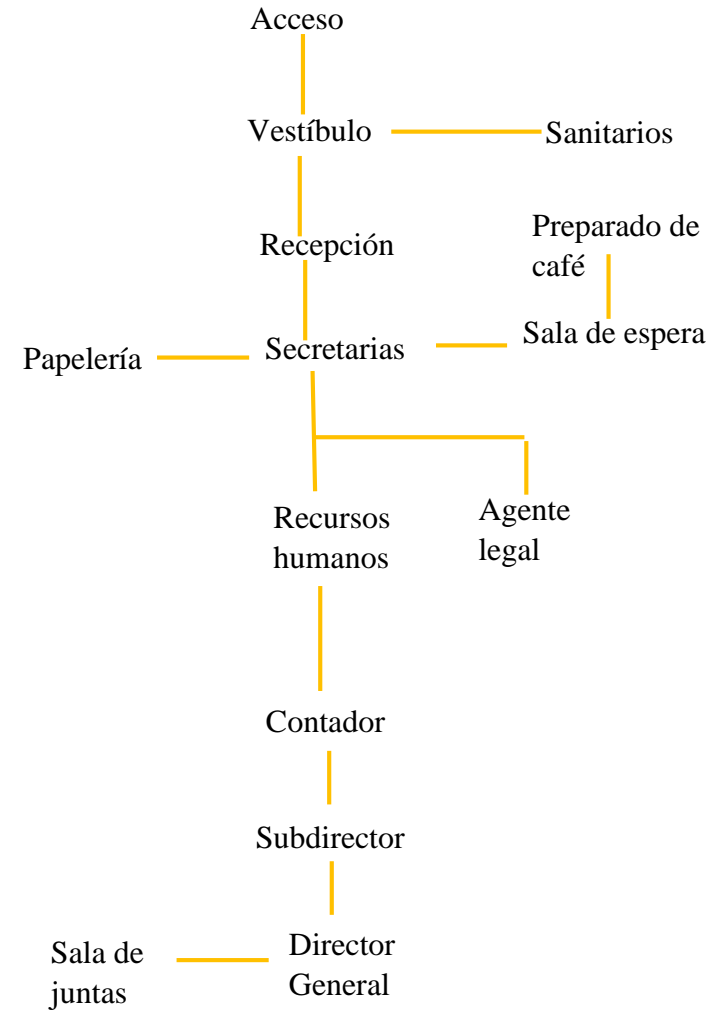 Acceso
Vestíbulo
Sanitarios
Preparado de
café
Recepción
Sala de espera
Secretarias
Papelería
Recursos
humanos
Agente
legal
Contador
Subdirector
Sala de
juntas
Director
General